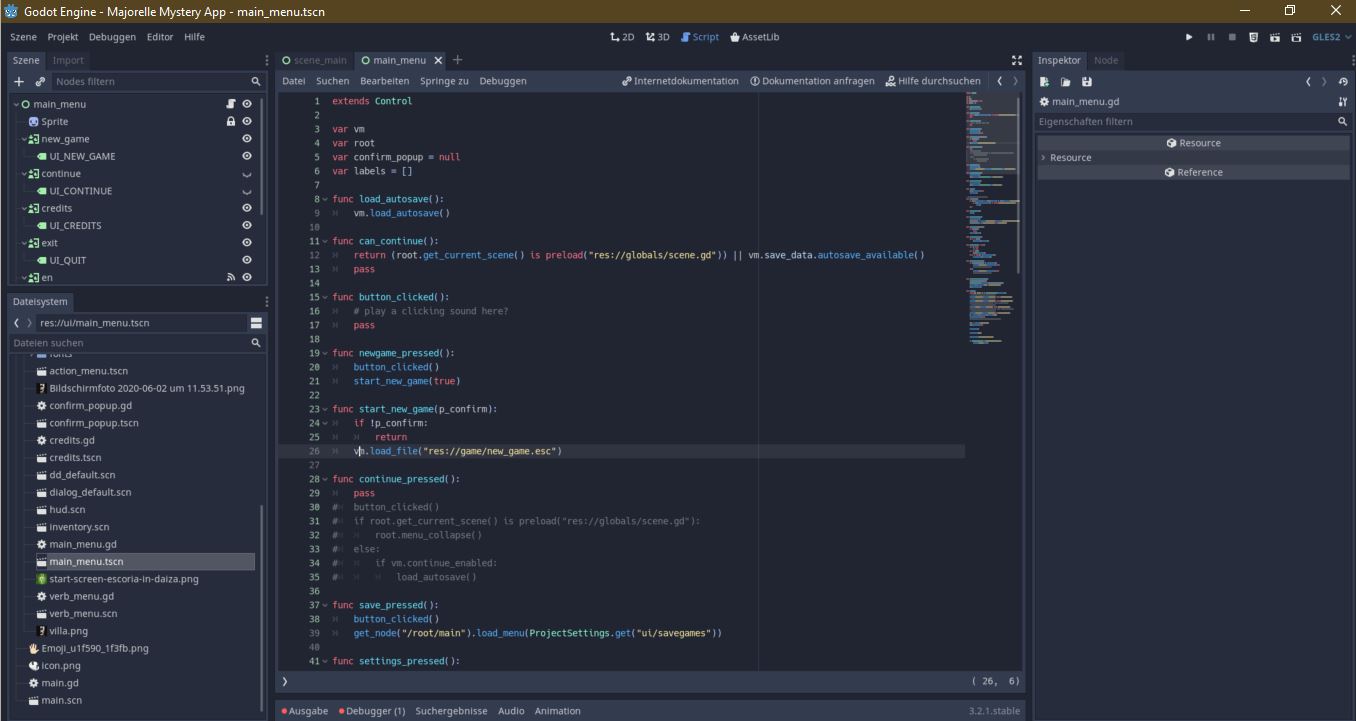 Godot Engine - Majorelle Mystery App - main_menu.tscn
Szene Projekt Debuggen Editor Hilfe
2D 3D Script AssetLib
GLES2
Szene Import
Nodes filtern
main_menu
Sprite
new_game
UI_NEW_GAME
continue
UI_CONTINUE
credits
UI_CREDITS
exit
UI_QUIT
en
Dateisystem
res://ui/main_menu.tscn
Dateien suchen
fonts
action_menu.tscn
Bildschirmfoto 2020-06-02 um 11.53.51.png
confirm_popup.gd
confirm_popup.tscn
credits.gd
credits.tscn
dd_default.scn
dialog_default.scn
hud.scn
inventory.scn
main_menu.gd
main_menu.tscn
start-screen-escoria-in-daiza.png
verb_menu.gd
verb_menu.scn
villa.png
Emoji_u1f590_1f3fb.png
icon.png
main.gd
main.scn
scene_main main_menu
Datei Suchen Bearbeiten Springe zu Debuggen
Internetdokumentation Dokumentation anfragen Hilfe durchsuchen
1 extends Control
2
3 var vm
4 var root
5 var confirm_popup = null
6 var labels = []
7
8 func load_autosave():
9 vm.load_autosave()
10
11 func can_continue():
12 return (root.get_current_scene() is preload("res://globals/scene.gd")) || vm.save_data.autosave_available()
13 pass
14
15 func button_clicked():
16 # play a clicking sound here?
17 pass
18
19 func newgame_pressed():
20 button_clicked()
21 start_new_game(true)
22
23 func start_new_game(p_confirm):
24 if !p_confirm:
25 return
26 vm.load_file("res://game/new_game.esc")
27
28 func continue_pressed():
29 pass
30 # button_clicked()
31 # if root.get_current_scene() is preload("res://globals/scene.gd"):
32 # root.menu_collapse()
33 # else:
34 # if vm.continue_enabled:
35 # load_autosave()
36
37 func save_pressed():
38 button_clicked()
39 get_node("/root/main").load_menu(ProjectSettings.get("ui/savegames"))
40
41 func settings_pressed():
( 26, 6)
Ausgabe Debugger (1) Suchergebnisse Audio Animation
3.2.1.stable
Inspektor Node
main_menu.gd
Eigenschaften filtern
Resource
Resource
Reference